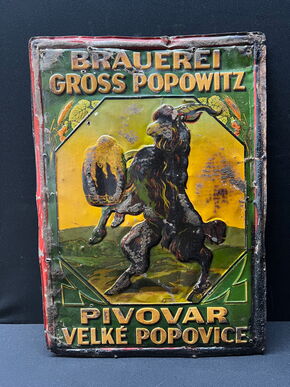 BRAUEREI
GROSS POPOWITZ
PIVOVAR
VELKÉ POPOVICE